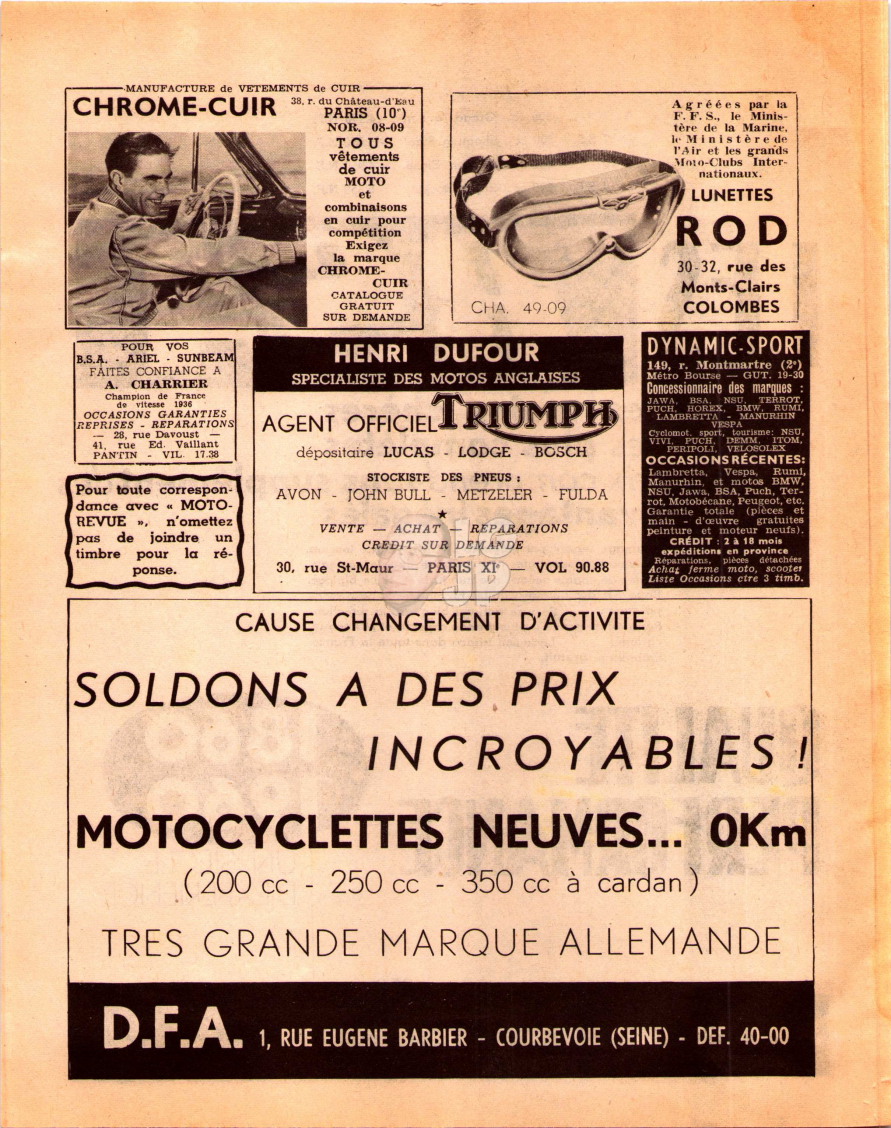 MANUFACTURE de VETEMENTS de CUIR
CHROME-CUIR
38, r. du Château-d'Eau
PARIS (10e)
NOR. 08-09
TOUS
vêtements
de cuir
MOTO
et
combinaisons
en cuir pour
compétition
Exigez
la marque
CHROME-
CUIR
CATALOGUE
GRATUIT
SUR DEMANDE
Agréées par la
F. F. S., le Minis-
tère de la Marine,
le Ministère de
l'Air et les grands
Moto-Clubs Inter-
nationaux.
LUNETTES
ROD
30-32, rue des
Monts-Clairs
COLOMBES
CHA. 49-09
POUR VOS
B.S.A. - ARIEL - SUNBEAM
FAITES CONFIANCE A
A. CHARRIER
Champion de France
de vitesse 1936
OCCASIONS GARANTIES
REPRISES - REPARATIONS
— 28, rue Davoust —
41, rue Ed. Vaillant
PANTIN - VIL. 17.38
Pour toute correspon-
dance avec « MOTO-
REVUE », n'omettez
pas de joindre un
timbre pour la ré-
ponse.
HENRI DUFOUR
SPECIALISTE DES MOTOS ANGLAISES
AGENT OFFICIEL TRIUMPH
dépositaire LUCAS - LODGE - BOSCH
STOCKISTE DES PNEUS :
AVON - JOHN BULL - METZELER - FULDA
★
VENTE — ACHAT — REPARATIONS
CREDIT SUR DEMANDE
30, rue St-Maur — PARIS XIe — VOL 90.88
DYNAMIC-SPORT
149, r. Montmartre (2e)
Métro Bourse — GUT. 19-30
Concessionnaire des marques :
JAWA, BSA, NSU, TERROT,
PUCH, HOREX, BMW, RUMI,
LAMBRETTA - MANURHIN
VESPA
Cyclomot. sport, tourisme: NSU,
VIVI, PUCH, DEMM, ITOM,
PERIPOLI, VELOSOLEX
OCCASIONS RÉCENTES:
Lambretta, Vespa, Rumi,
Manurhin, et motos BMW,
NSU, Jawa, BSA, Puch, Ter-
rot, Motobécane, Peugeot, etc.
Garantie totale (pièces et
main - d'œuvre gratuites
peinture et moteur neufs).
CRÉDIT : 2 à 18 mois
expéditions en province
Réparations, pièces détachées
Achat ferme moto, scooter
Liste Occasions ctre 3 timb.
CAUSE CHANGEMENT D'ACTIVITE
SOLDONS A DES PRIX
INCROYABLES !
MOTOCYCLETTES NEUVES... 0Km
(200 cc - 250 cc - 350 cc à cardan)
TRES GRANDE MARQUE ALLEMANDE
D.F.A. 1, RUE EUGENE BARBIER - COURBEVOIE (SEINE) - DEF. 40-00